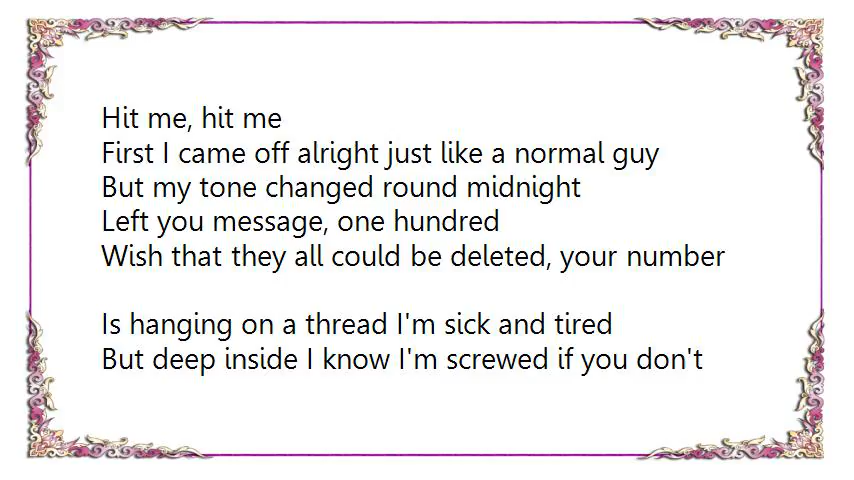 Hit me, hit me
First I came off alright just like a normal guy
But my tone changed round midnight
Left you message, one hundred
Wish that they all could be deleted, your number
Is hanging on a thread I'm sick and tired
But deep inside I know I'm screwed if you don't